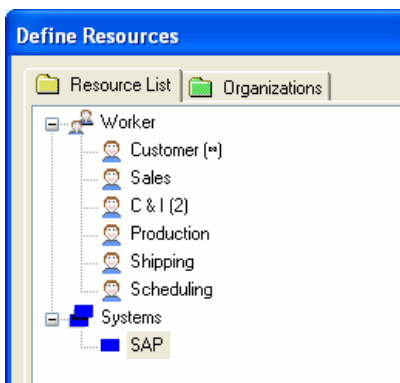 Define Resources
Resource List
Organizations
Worker
Customer (∞)
Sales
C & I (2)
Production
Shipping
Scheduling
Systems
SAP